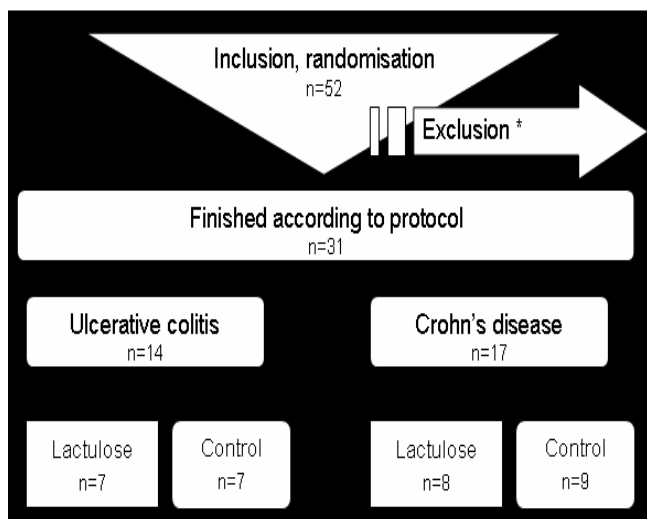 Inclusion, randomisation
n=52
Exclusion *
Finished according to protocol
n=31
Ulcerative colitis
n=14
Crohn's disease
n=17
Lactulose
n=7
Control
n=7
Lactulose
n=8
Control
n=9